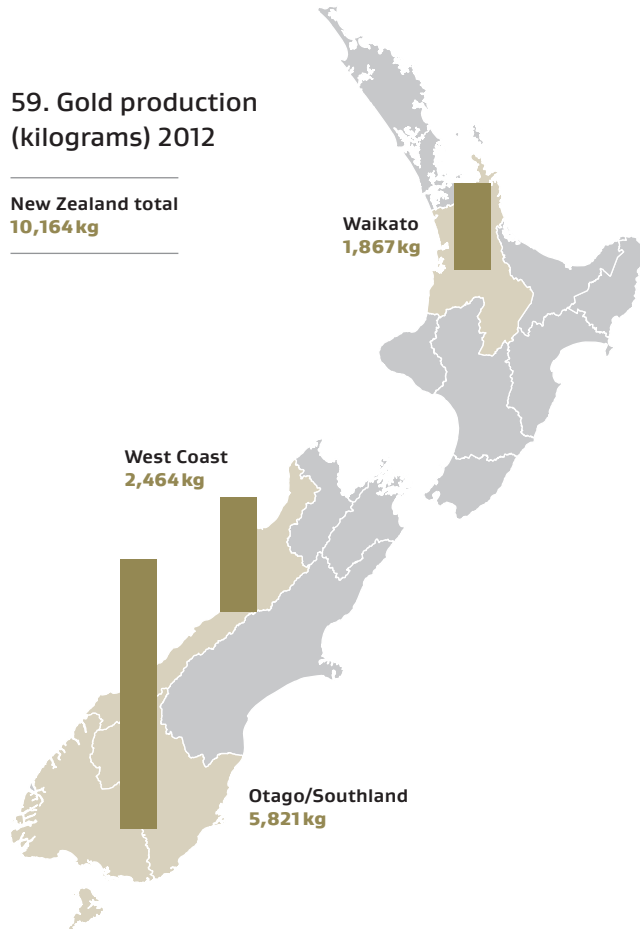 59. Gold production
(kilograms) 2012
New Zealand total
10,164 kg
Waikato
1,867 kg
West Coast
2,464 kg
Otago/Southland
5,821 kg